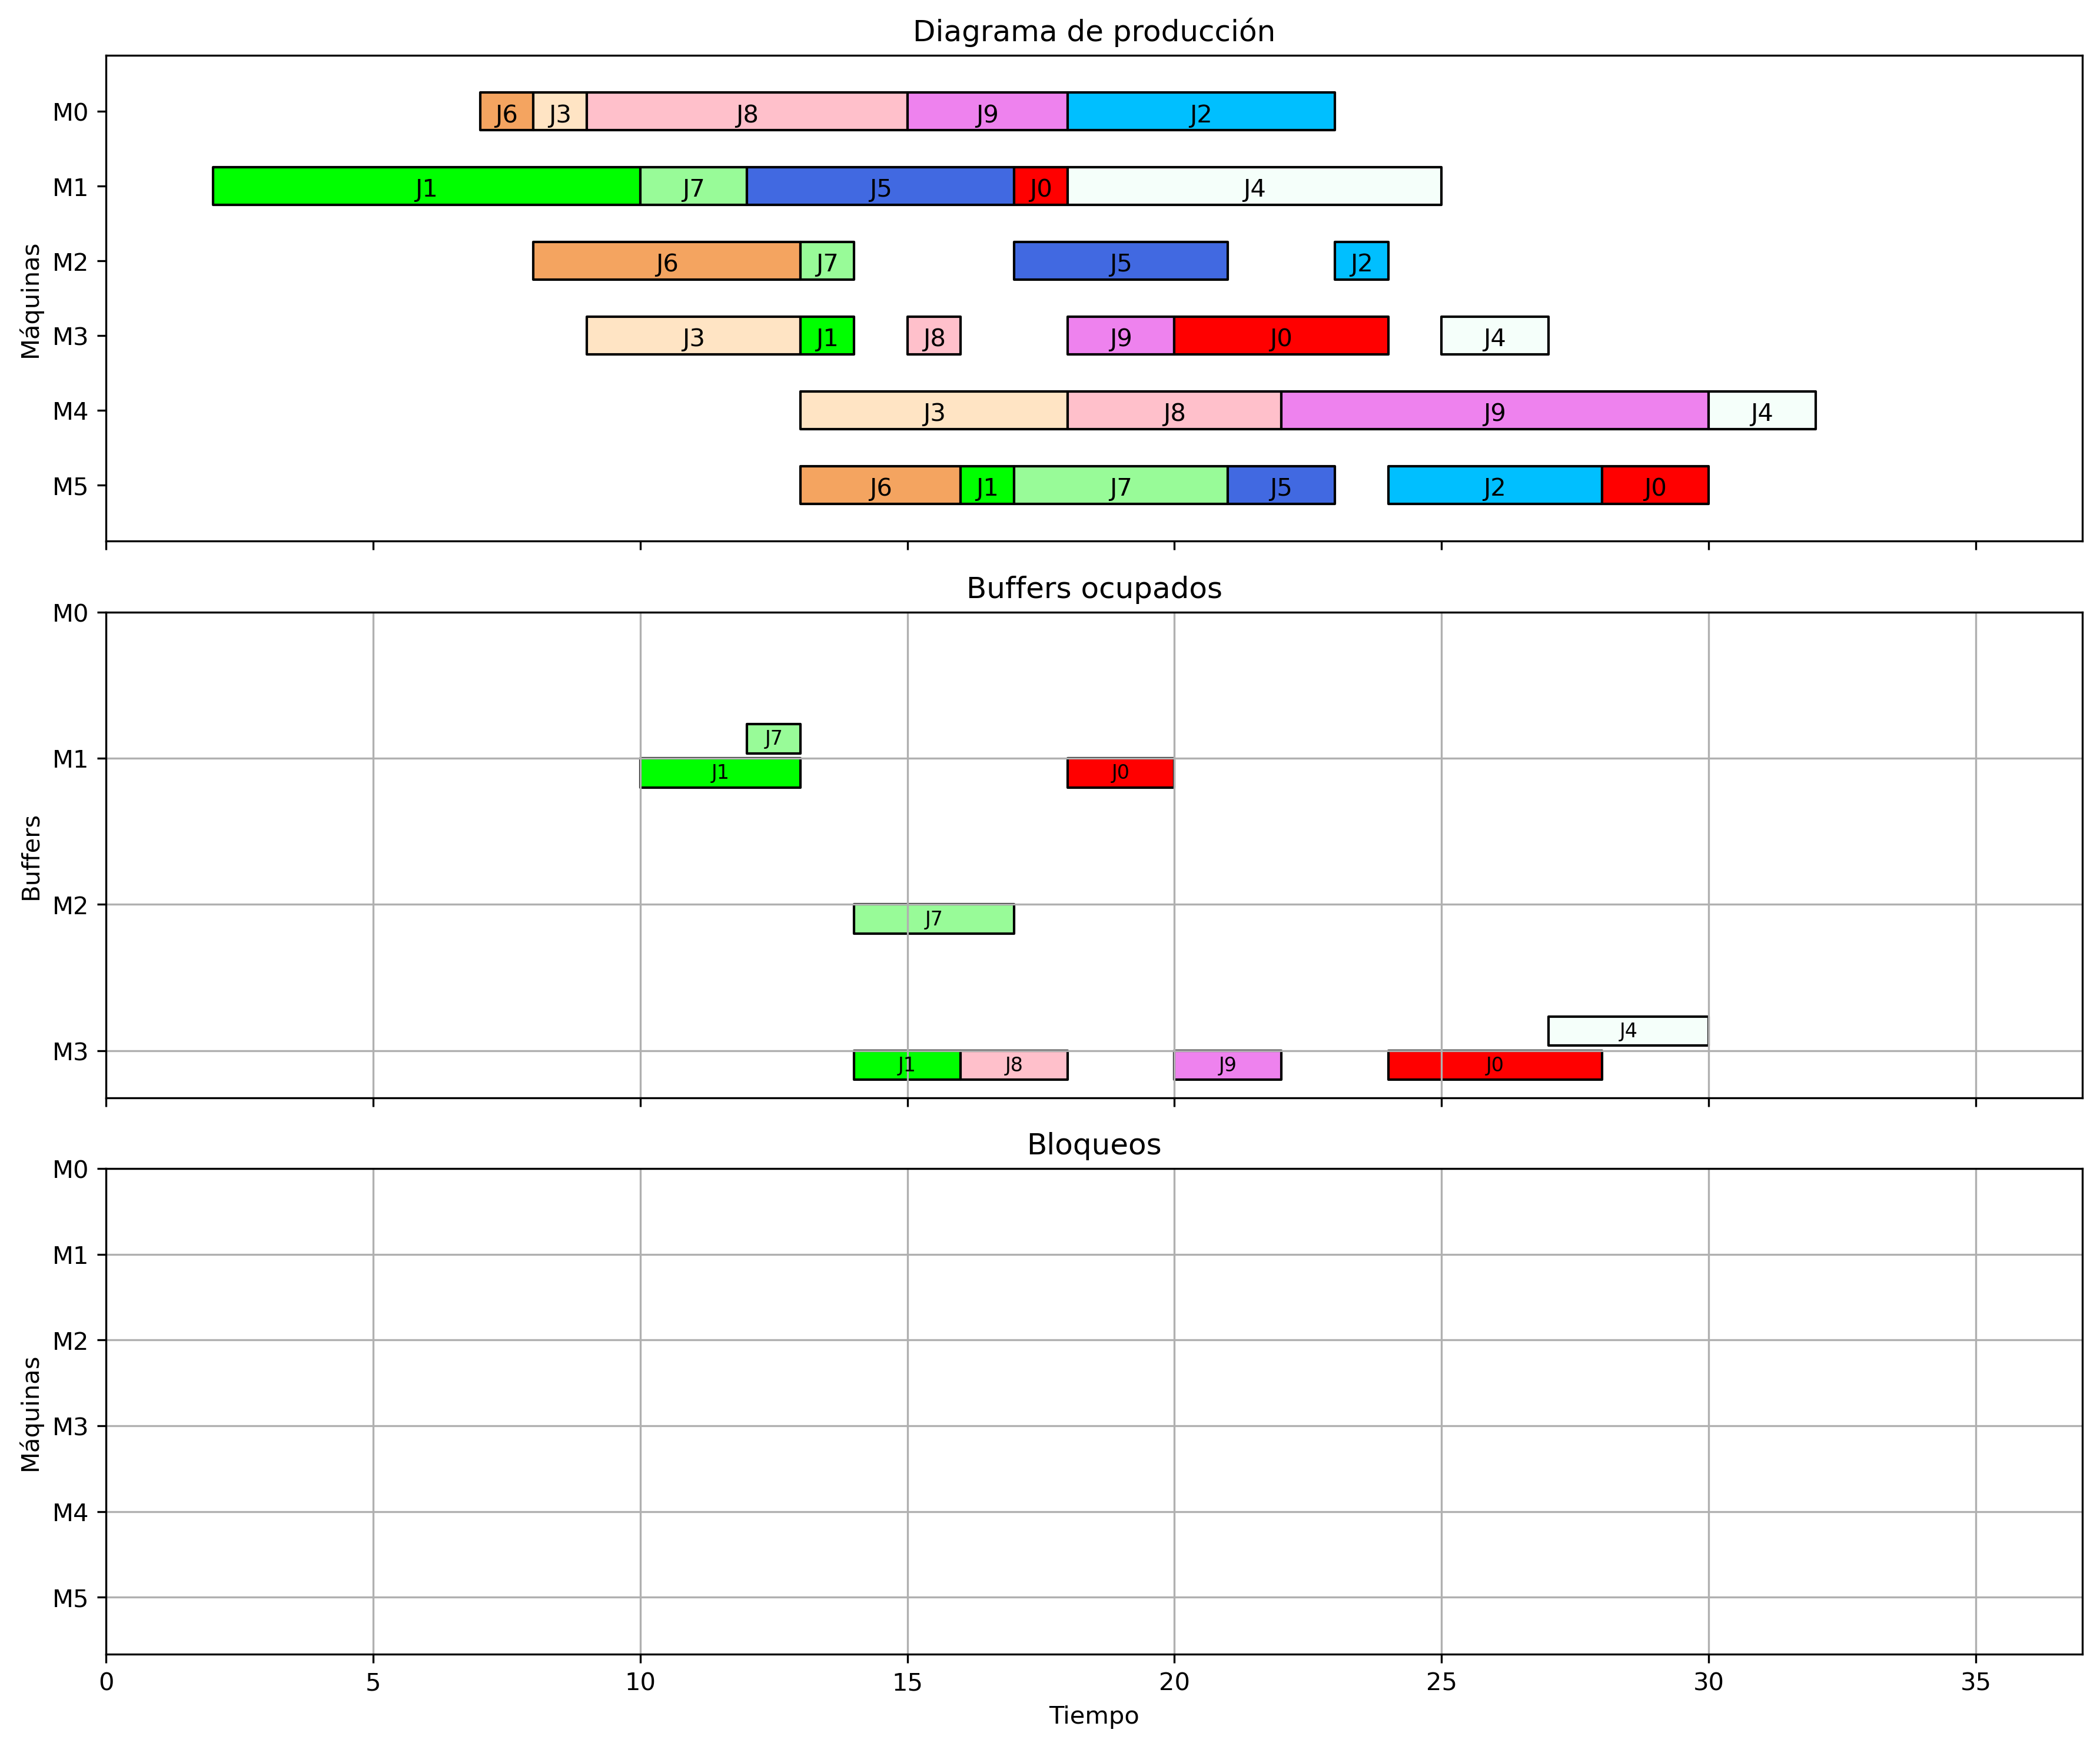 Diagrama de producción
Máquinas
M0 J6 J3 J8 J9 J2
M1 J1 J7 J5 J0 J4
M2 J6 J7 J5 J2
M3 J3 J1 J8 J9 J0 J4
M4 J3 J8 J9 J4
M5 J6 J1 J7 J5 J2 J0
Buffers ocupados
Buffers
M0
J7
M1
J1 J0
M2
J7
J4
M3
J1 J8 J9 J0
Bloqueos
Máquinas
M0
M1
M2
M3
M4
M5
0 5 10 15 20 25 30 35
Tiempo